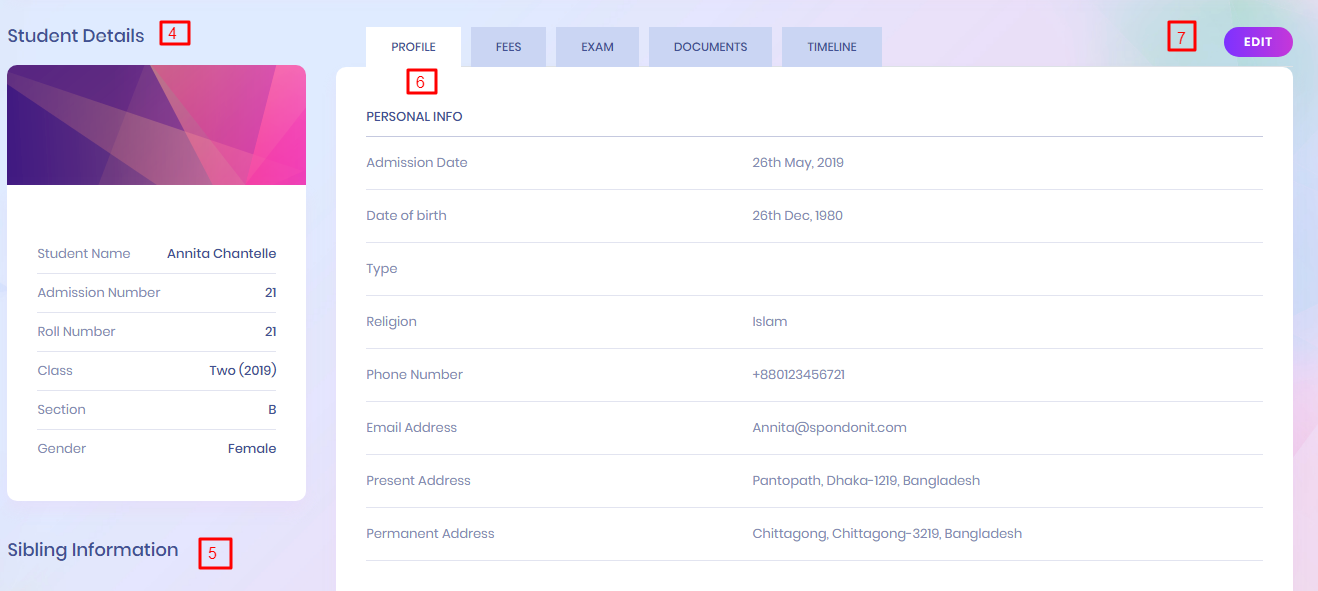 Student Details 4
Student Name Annita Chantelle
Admission Number 21
Roll Number 21
Class Two (2019)
Section B
Gender Female
Sibling Information 5
PROFILE FEES EXAM DOCUMENTS TIMELINE
7 EDIT
6
PERSONAL INFO
Admission Date 26th May, 2019
Date of birth 26th Dec, 1980
Type
Religion Islam
Phone Number +880123456721
Email Address Annita@spondonit.com
Present Address Pantopath, Dhaka-1219, Bangladesh
Permanent Address Chittagong, Chittagong-3219, Bangladesh